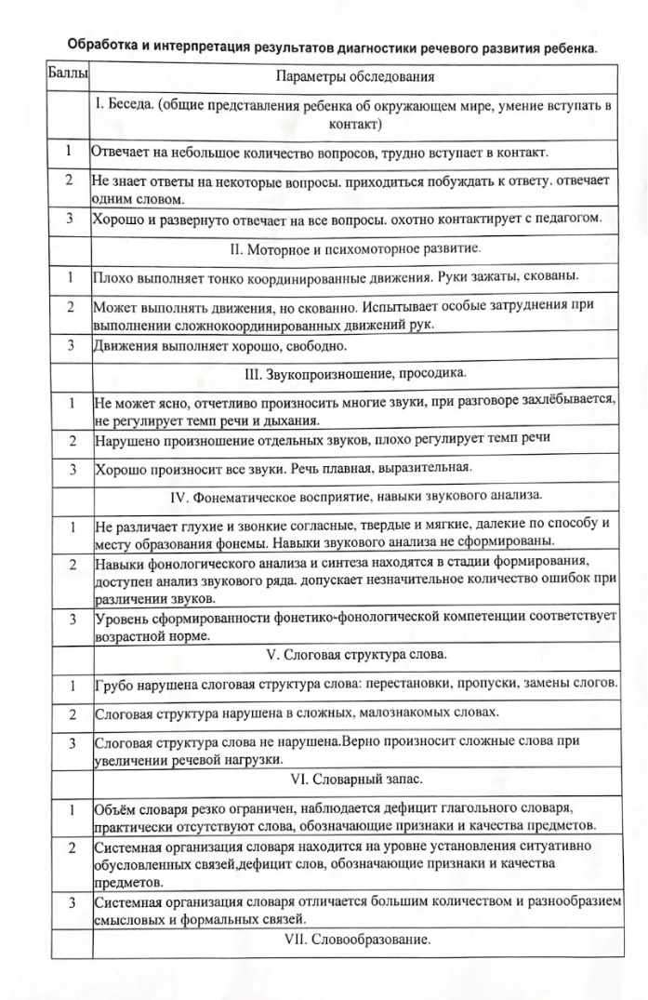 Обработка и интерпретация результатов диагностики речевого развития ребенка.
Баллы Параметры обследования
I. Беседа. (общие представления ребенка об окружающем мире, умение вступать в
контакт)
1 Отвечает на небольшое количество вопросов, трудно вступает в контакт.
2 Не знает ответы на некоторые вопросы. приходиться побуждать к ответу. отвечает
одним словом.
3 Хорошо и развернуто отвечает на все вопросы. охотно контактирует с педагогом.
II. Моторное и психомоторное развитие.
1 Плохо выполняет тонко координированные движения. Руки зажаты, скованы.
2 Может выполнять движения, но скованно. Испытывает особые затруднения при
выполнении сложнокоординированных движений рук.
3 Движения выполняет хорошо, свободно.
III. Звукопроизношение, просодика.
1 Не может ясно, отчетливо произносить многие звуки, при разговоре захлёбывается,
не регулирует темп речи и дыхания.
2 Нарушено произношение отдельных звуков, плохо регулирует темп речи
3 Хорошо произносит все звуки. Речь плавная, выразительная.
IV. Фонематическое восприятие, навыки звукового анализа.
1 Не различает глухие и звонкие согласные, твердые и мягкие, далекие по способу и
месту образования фонемы. Навыки звукового анализа не сформированы.
2 Навыки фонологического анализа и синтеза находятся в стадии формирования,
доступен анализ звукового ряда. допускает незначительное количество ошибок при
различении звуков.
3 Уровень сформированности фонетико-фонологической компетенции соответствует
возрастной норме.
V. Слоговая структура слова.
1 Грубо нарушена слоговая структура слова: перестановки, пропуски, замены слогов.
2 Слоговая структура нарушена в сложных, малознакомых словах.
3 Слоговая структура слова не нарушена.Верно произносит сложные слова при
увеличении речевой нагрузки.
VI. Словарный запас.
1 Объём словаря резко ограничен, наблюдается дефицит глагольного словаря,
практически отсутствуют слова, обозначающие признаки и качества предметов.
2 Системная организация словаря находится на уровне установления ситуативно
обусловленных связей,дефицит слов, обозначающие признаки и качества
предметов.
3 Системная организация словаря отличается большим количеством и разнообразием
смысловых и формальных связей.
VII. Словообразование.